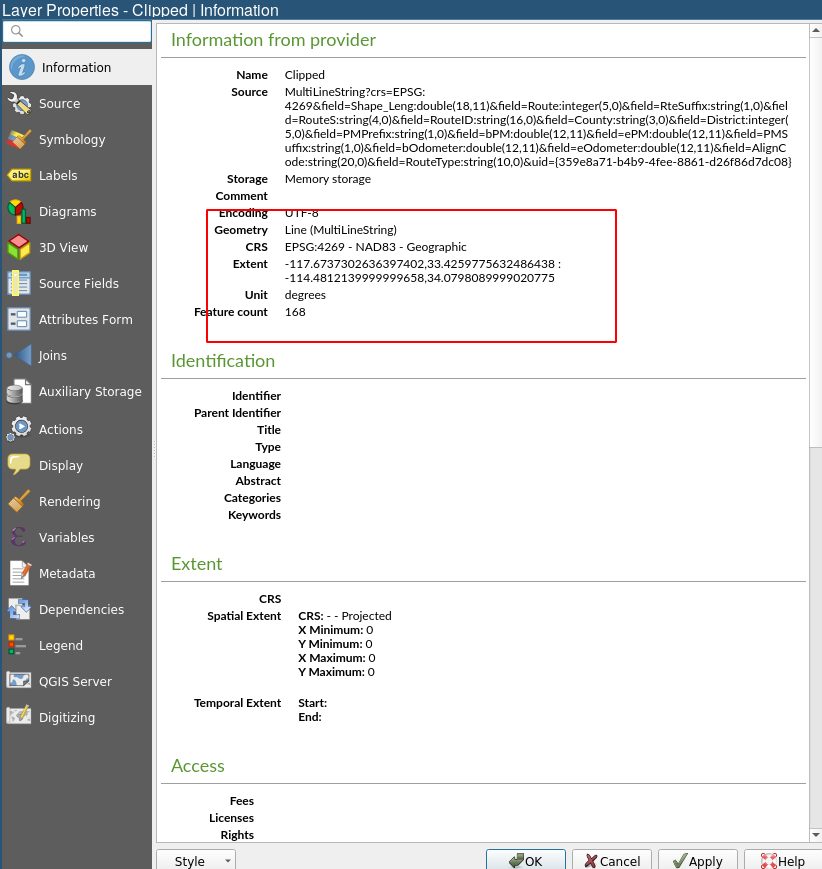 Layer Properties - Clipped | Information
Information
Source
Symbology
abc Labels
Diagrams
3D View
Source Fields
Attributes Form
Joins
Auxiliary Storage
Actions
Display
Rendering
Variables
Metadata
Dependencies
Legend
QGIS Server
Digitizing
Information from provider
Name Clipped
Source MultiLineString?crs=EPSG:
4269&field=Shape_Leng:double(18,11)&field=Route:integer(5,0)&field=RteSuffix:string(1,0)&fiel
d=RouteS:string(4,0)&field=RouteID:string(16,0)&field=County:string(3,0)&field=District:integer(
5,0)&field=PMPrefix:string(1,0)&field=bPM:double(12,11)&field=ePM:double(12,11)&field=PMS
uffix:string(1,0)&field=bOdometer:double(12,11)&field=eOdometer:double(12,11)&field=AlignC
ode:string(20,0)&field=RouteType:string(10,0)&uid={359e8a71-b4b9-4fee-8861-d26f86d7dc08}
Storage Memory storage
Comment
Encoding UTF-8
Geometry Line (MultiLineString)
CRS EPSG:4269 - NAD83 - Geographic
Extent -117.6737302636397402,33.4259775632486438 :
-114.4812139999999658,34.0798089999020775
Unit degrees
Feature count 168
Identification
Identifier
Parent Identifier
Title
Type
Language
Abstract
Categories
Keywords
Extent
CRS
Spatial Extent CRS: - - Projected
X Minimum: 0
Y Minimum: 0
X Maximum: 0
Y Maximum: 0
Temporal Extent Start:
End:
Access
Fees
Licenses
Rights
Style OK Cancel Apply Help